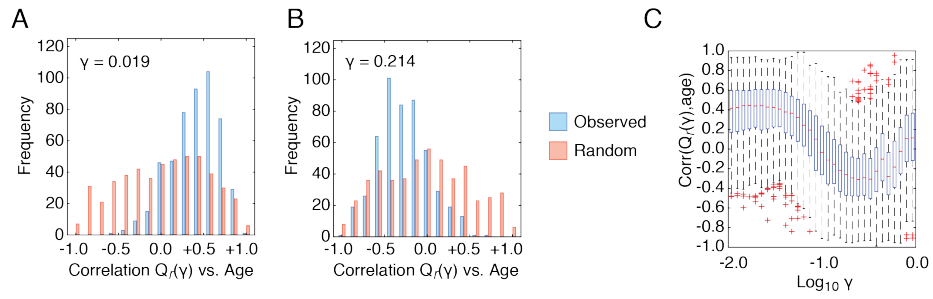 A
B
C
γ = 0.019
120
100
80
60
40
20
0
Frequency
-1.0 -0.5 0.0 +0.5 +1.0
Correlation Qᵣ(γ) vs. Age
γ = 0.214
120
100
80
60
40
20
0
Frequency
-1.0 -0.5 0.0 +0.5 +1.0
Correlation Qᵣ(γ) vs. Age
Observed
Random
1.0
0.8
0.6
0.4
0.2
0.0
-0.2
-0.4
-0.6
-0.8
-1.0
Corr(Qᵣ(γ),age)
-2.0 -1.0 0.0
Log₁₀ γ